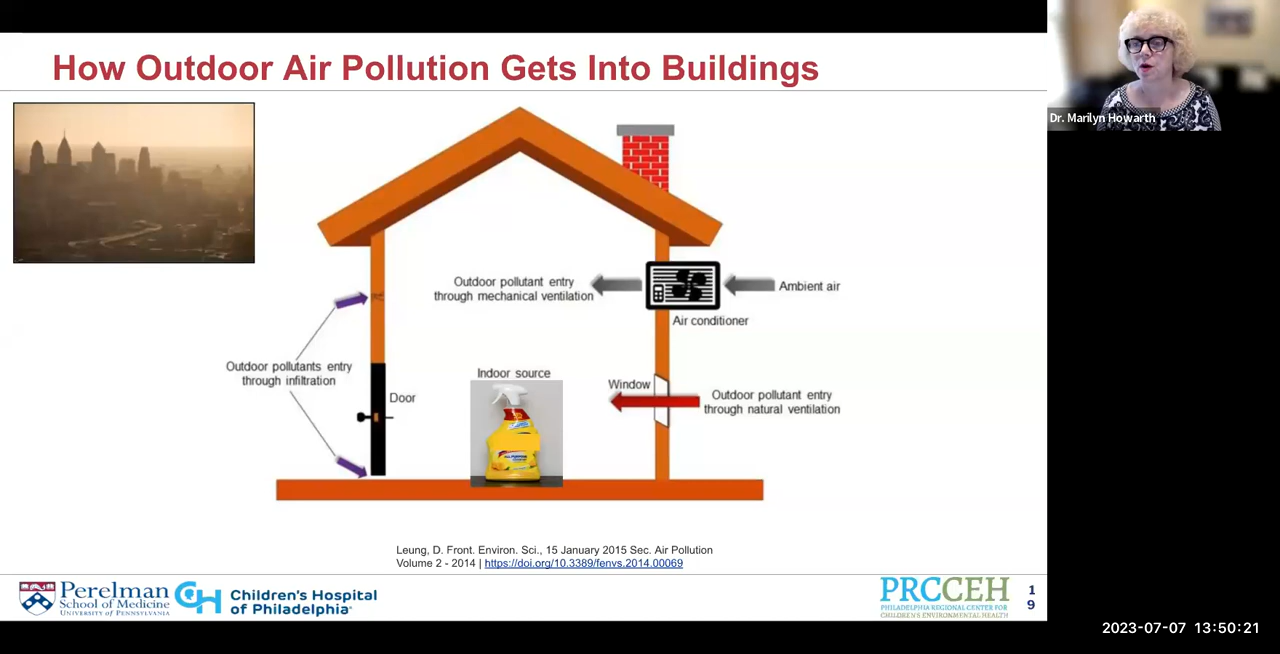 How Outdoor Air Pollution Gets Into Buildings
Dr. Marilyn Howarth
Outdoor pollutant entry
through mechanical ventilation
Ambient air
Air conditioner
Outdoor pollutants entry
through infiltration
Door
Indoor source
Window
Outdoor pollutant entry
through natural ventilation
Leung, D. Front. Environ. Sci., 15 January 2015 Sec. Air Pollution
Volume 2 - 2014 | https://doi.org/10.3389/fenvs.2014.00069
Perelman
School of Medicine
University of Pennsylvania
CH
Children's Hospital
of Philadelphia
PRCCEH
PHILADELPHIA REGIONAL CENTER FOR
CHILDREN'S ENVIRONMENTAL HEALTH
1
9
2023-07-07 13:50:21